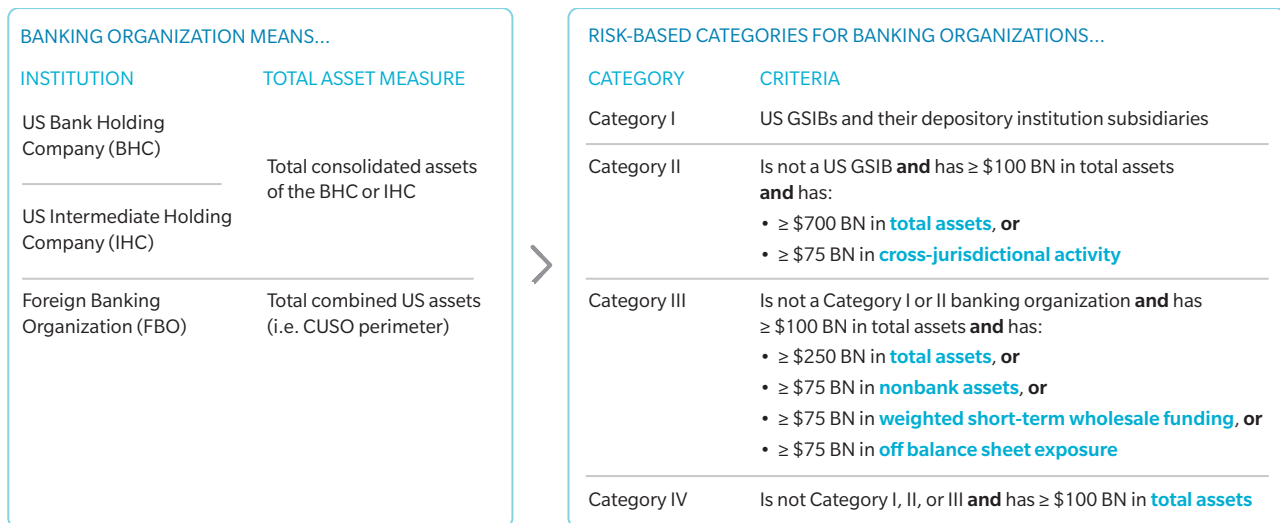 BANKING ORGANIZATION MEANS...
INSTITUTION
TOTAL ASSET MEASURE
US Bank Holding
Company (BHC)
Total consolidated assets
of the BHC or IHC
US Intermediate Holding
Company (IHC)
Foreign Banking
Organization (FBO)
Total combined US assets
(i.e. CUSO perimeter)
RISK-BASED CATEGORIES FOR BANKING ORGANIZATIONS...
CATEGORY
CRITERIA
Category I
US GSIBs and their depository institution subsidiaries
Category II
Is not a US GSIB and has ≥ $100 BN in total assets
and has:
• ≥ $700 BN in total assets, or
• ≥ $75 BN in cross-jurisdictional activity
Category III
Is not a Category I or II banking organization and has
≥ $100 BN in total assets and has:
• ≥ $250 BN in total assets, or
• ≥ $75 BN in nonbank assets, or
• ≥ $75 BN in weighted short-term wholesale funding, or
• ≥ $75 BN in off balance sheet exposure
Category IV
Is not Category I, II, or III and has ≥ $100 BN in total assets